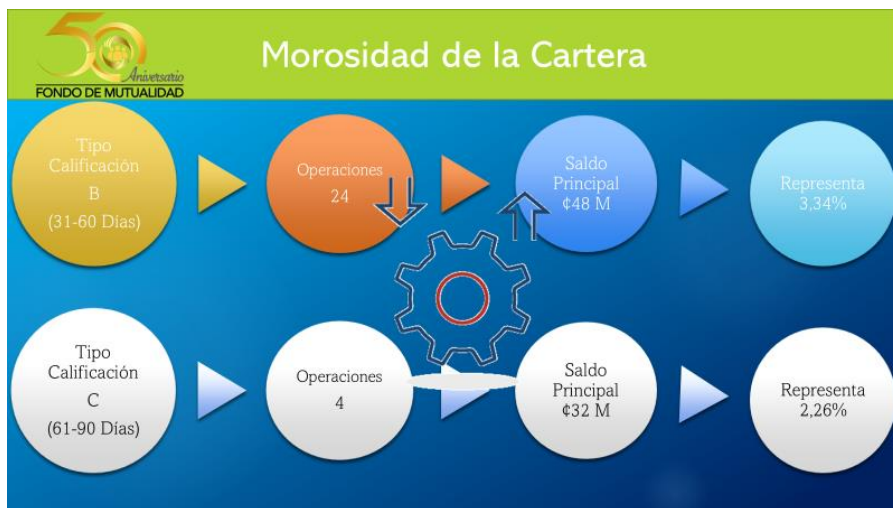 50
Aniversario
FONDO DE MUTUALIDAD
Morosidad de la Cartera
Tipo
Calificación
B
(31-60 Días)
Operaciones
24
Saldo
Principal
¢48 M
Representa
3,34%
Tipo
Calificación
C
(61-90 Días)
Operaciones
4
Saldo
Principal
¢32 M
Representa
2,26%